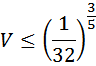 V ≤ (1/32)^(3/5)